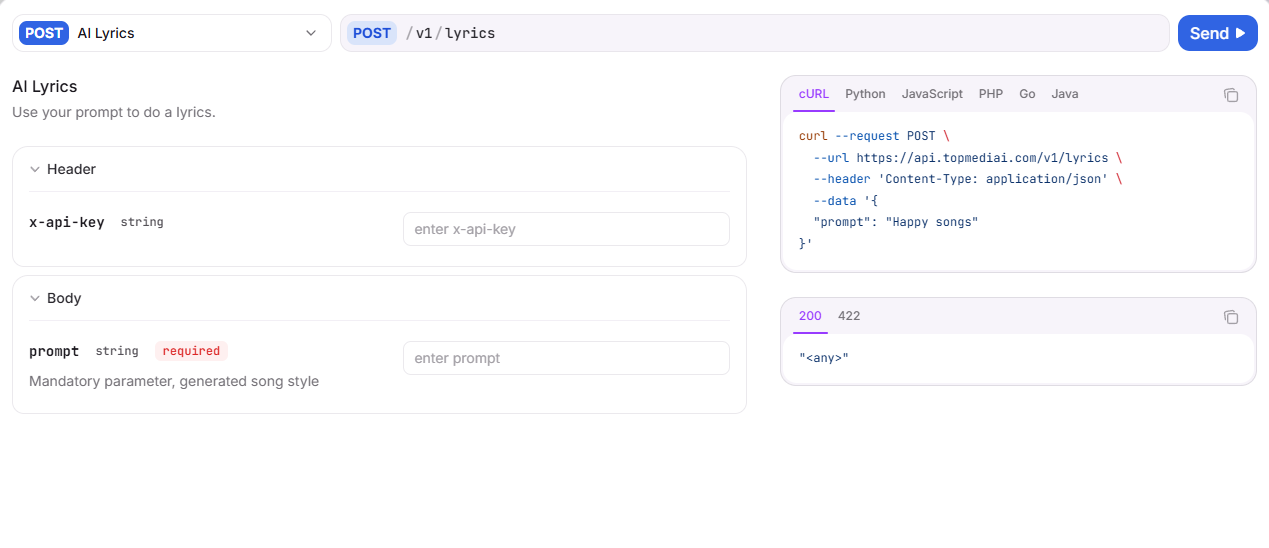 POST AI Lyrics
POST /v1/lyrics
Send
AI Lyrics
Use your prompt to do a lyrics.
Header
x-api-key string
enter x-api-key
Body
prompt string required
enter prompt
Mandatory parameter, generated song style
cURL Python JavaScript PHP Go Java
curl --request POST \
--url https://api.topmediai.com/v1/lyrics \
--header 'Content-Type: application/json' \
--data '{
"prompt": "Happy songs"
}'
200 422
"<any>"